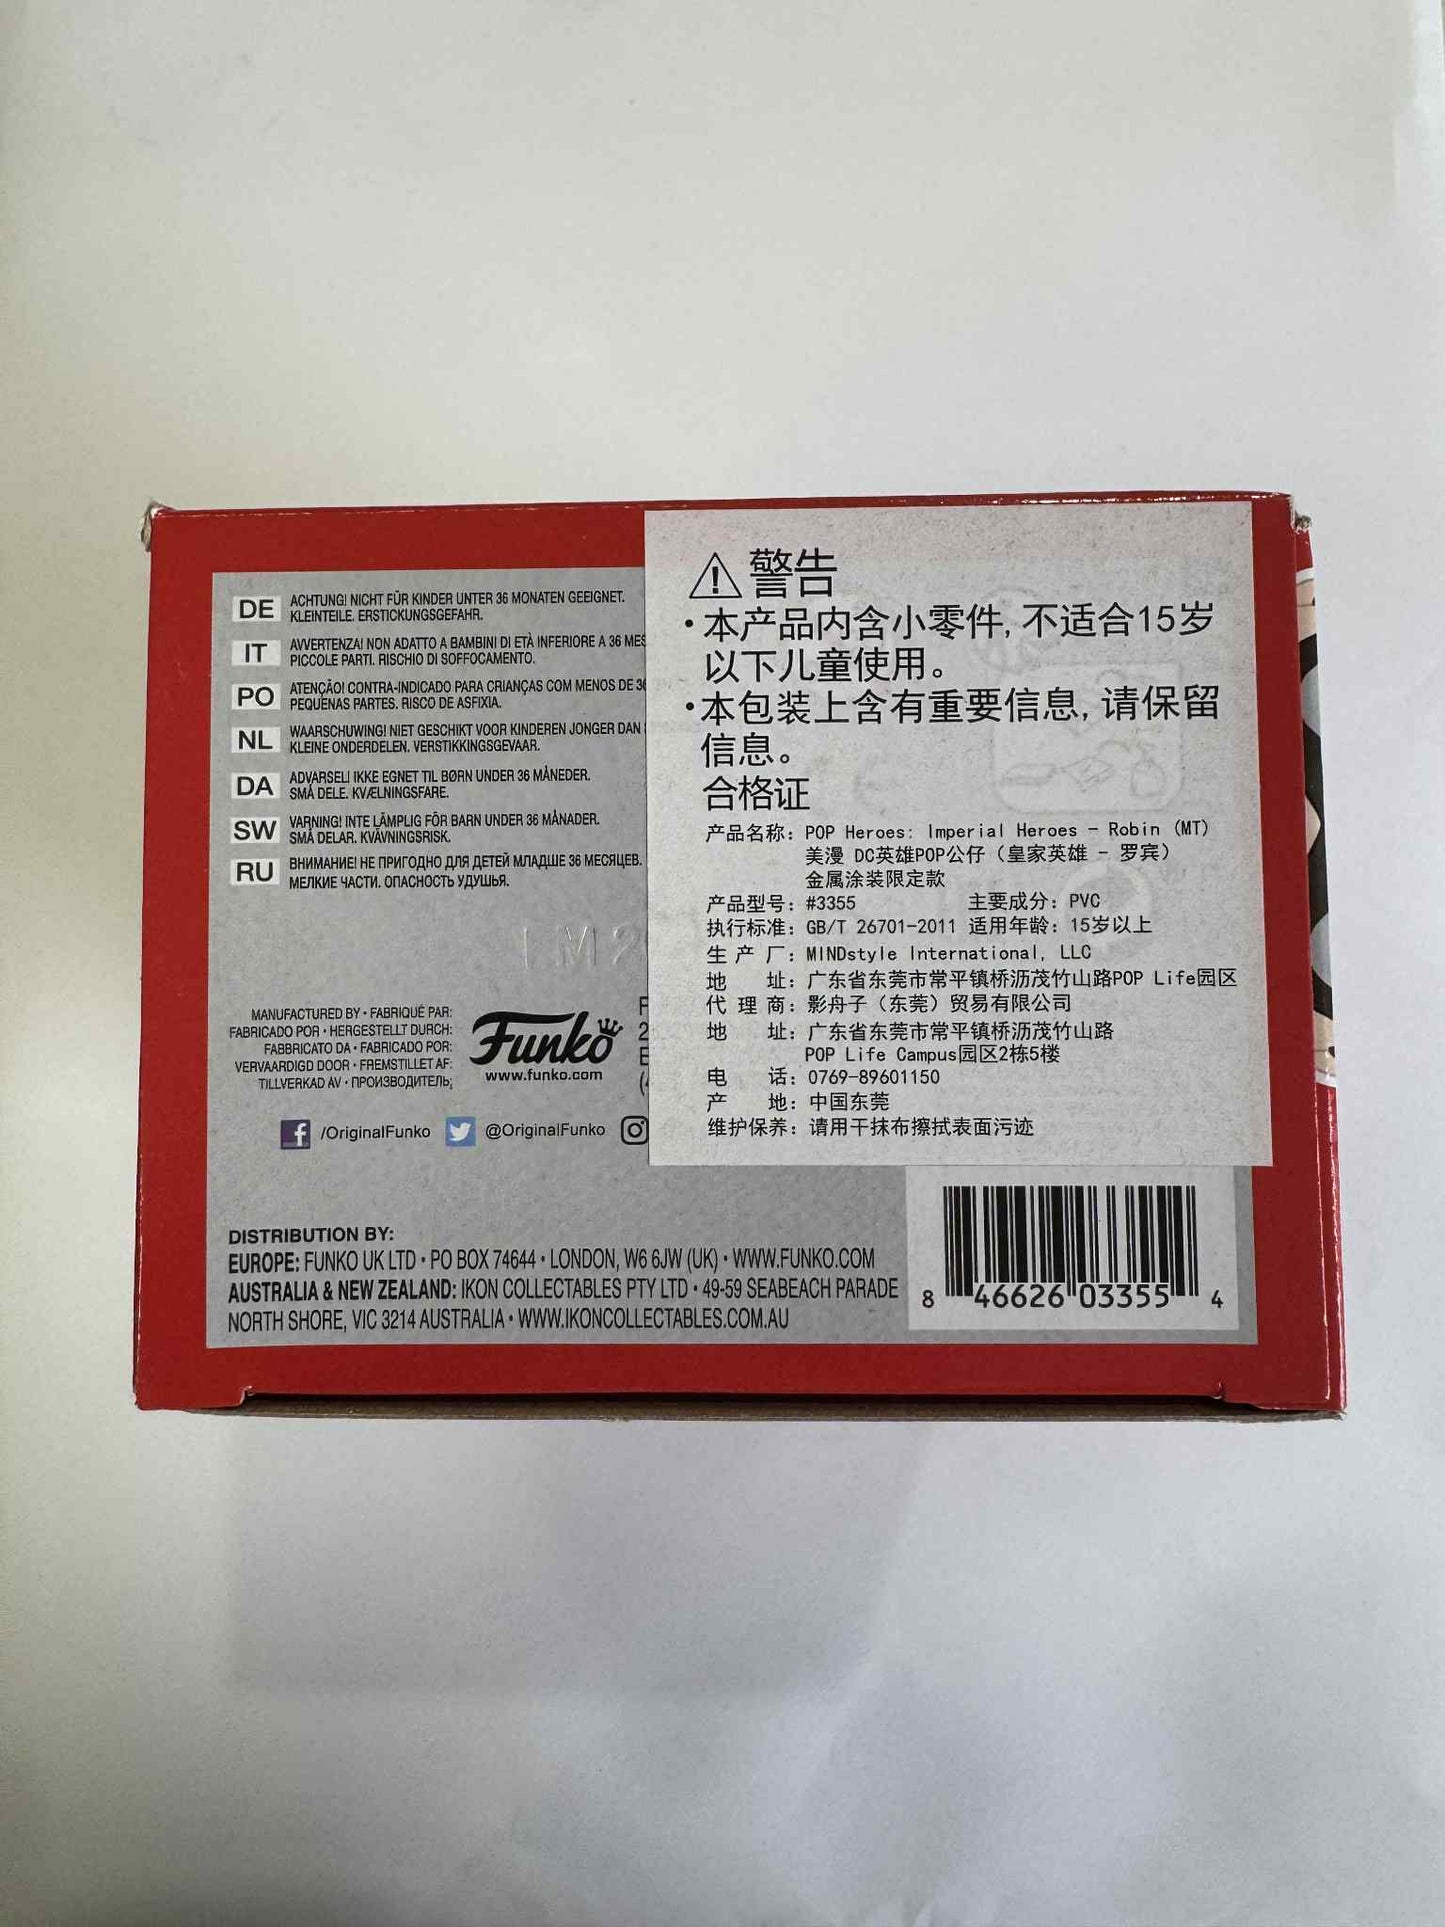 DE ACHTUNG! NICHT FÜR KINDER UNTER 36 MONATEN GEEIGNET.
KLEINTEILE. ERSTICKUNGSGEFAHR.
IT AVVERTENZA! NON ADATTO A BAMBINI DI ETÀ INFERIORE A 36 MES
PICCOLE PARTI. RISCHIO DI SOFFOCAMENTO.
PO ATENÇÃO! CONTRA-INDICADO PARA CRIANÇAS COM MENOS DE 36
PEQUENAS PARTES. RISCO DE ASFIXIA.
NL WAARSCHUWING! NIET GESCHIKT VOOR KINDEREN JONGER DAN
KLEINE ONDERDELEN. VERSTIKKINGSGEVAAR.
DA ADVARSEL! IKKE EGNET TIL BØRN UNDER 36 MÅNEDER.
SMÅ DELE. KVÆLNINGSFARE.
SW VARNING! INTE LÄMPLIG FÖR BARN UNDER 36 MÅNADER.
SMÅ DELAR. KVÄVNINGSRISK.
RU ВНИМАНИЕ! НЕ ПРИГОДНО ДЛЯ ДЕТЕЙ МЛАДШЕ 36 МЕСЯЦЕВ.
МЕЛКИЕ ЧАСТИ. ОПАСНОСТЬ УДУШЬЯ.
MANUFACTURED BY • FABRIQUÉ PAR:
FABRICADO POR • HERGESTELLT DURCH:
FABBRICATO DA • FABRICADO POR:
VERVAARDIGD DOOR • FREMSTILLET AF:
TILLVERKAD AV • ПРОИЗВОДИТЕЛЬ:
Funko
www.funko.com
/OriginalFunko @OriginalFunko
警告
•本产品内含小零件, 不适合15岁
以下儿童使用。
•本包装上含有重要信息, 请保留
信息。
合格证
产品名称: POP Heroes: Imperial Heroes - Robin (MT)
美漫 DC英雄POP公仔（皇家英雄 - 罗宾）
金属涂装限定款
产品型号: #3355 主要成分: PVC
执行标准: GB/T 26701-2011 适用年龄: 15岁以上
生 产 厂: MINDstyle International, LLC
地 址: 广东省东莞市常平镇桥沥茂竹山路POP Life园区
代 理 商: 影舟子（东莞）贸易有限公司
地 址: 广东省东莞市常平镇桥沥茂竹山路
POP Life Campus园区2栋5楼
电 话: 0769-89601150
产 地: 中国东莞
维护保养: 请用干抹布擦拭表面污迹
DISTRIBUTION BY:
EUROPE: FUNKO UK LTD • PO BOX 74644 • LONDON, W6 6JW (UK) • WWW.FUNKO.COM
AUSTRALIA & NEW ZEALAND: IKON COLLECTABLES PTY LTD • 49-59 SEABEACH PARADE
NORTH SHORE, VIC 3214 AUSTRALIA • WWW.IKONCOLLECTABLES.COM.AU
8 46626 03355 4